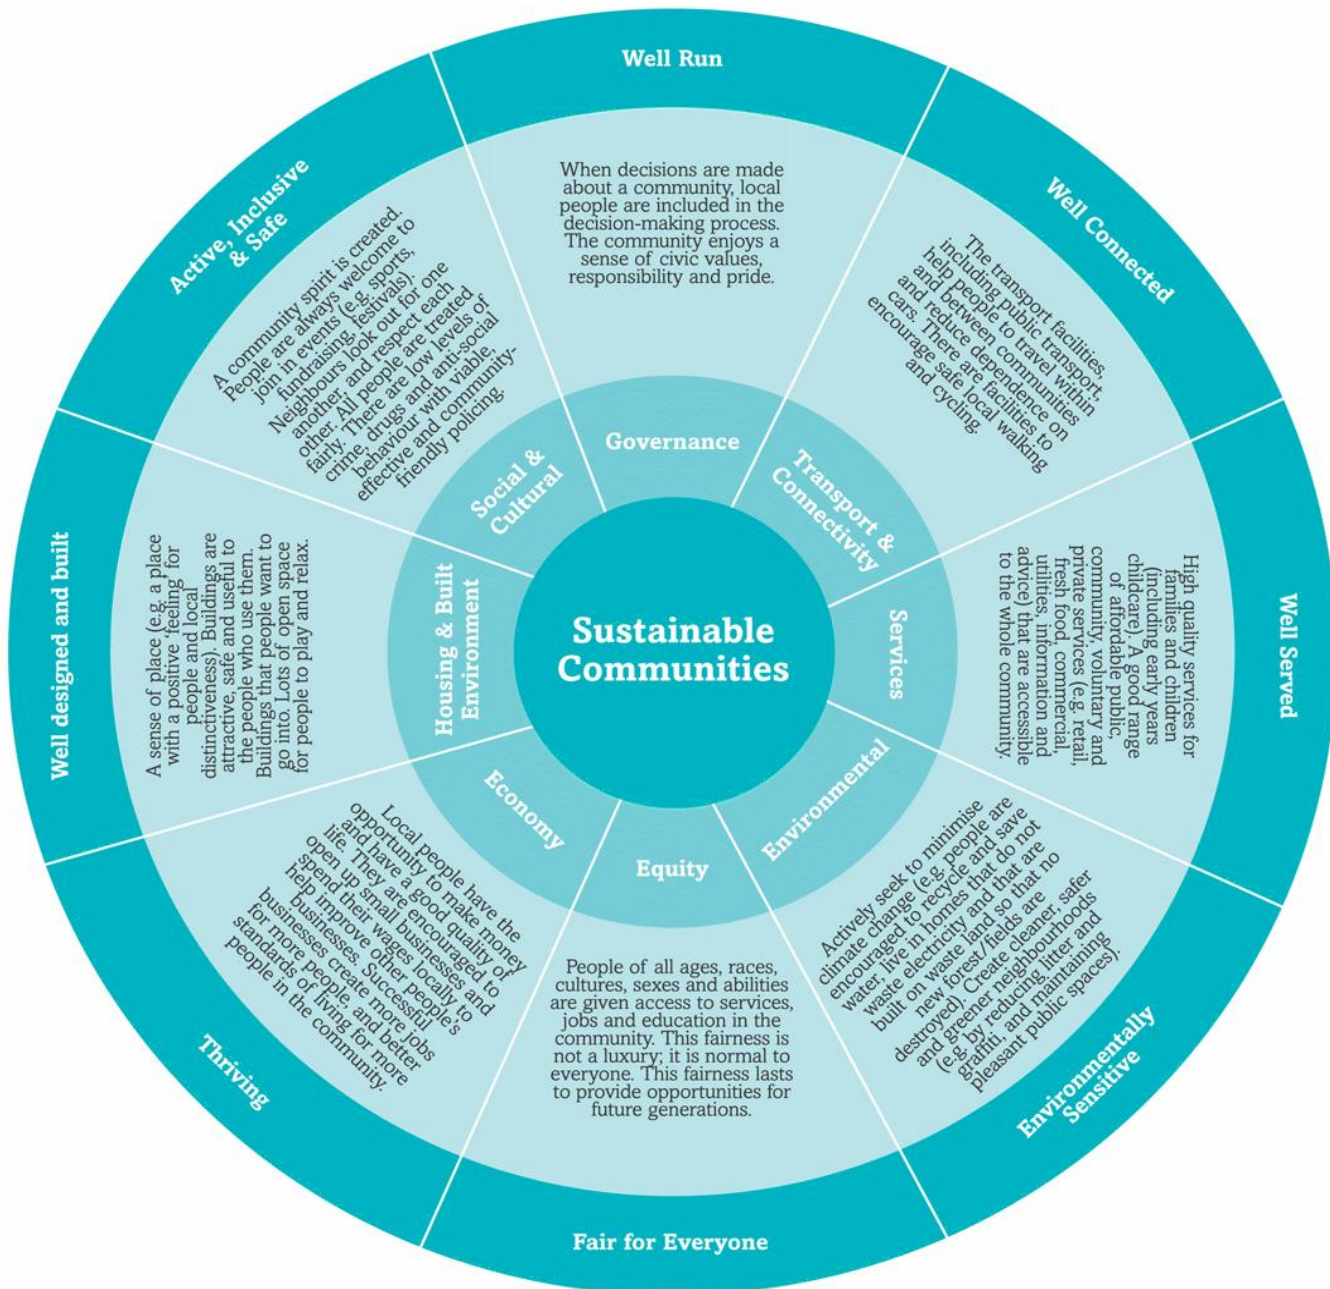 Well Run
When decisions are made
about a community, local
people are included in the
decision-making process.
The community enjoys a
sense of civic values,
responsibility and pride.
Governance
Well Connected
The transport facilities,
including public transport,
help people to travel within
and between communities
and reduce dependence on
cars. There are facilities to
encourage safe local walking
and cycling.
Transport &
Connectivity
Well Served
High quality services for
families and children
(including early years
childcare). A good range
of affordable public,
community, voluntary and
private services (e.g. retail,
fresh food, commercial,
utilities, information and
advice) that are accessible
to the whole community.
Services
Environmentally
Sensitive
Actively seek to minimise
climate change (e.g. people are
encouraged to recycle and save
water, live in homes that do not
waste electricity and that are
built on waste land so that no
new forest/fields are
destroyed). Create cleaner, safer
and greener neighbourhoods
(e.g. by reducing litter and
graffiti, and maintaining
pleasant public spaces).
Environmental
Fair for Everyone
People of all ages, races,
cultures, sexes and abilities
are given access to services,
jobs and education in the
community. This fairness is
not a luxury; it is normal to
everyone. This fairness lasts
to provide opportunities for
future generations.
Equity
Thriving
Local people have the
opportunity to make money
and have a good quality of
life. They are encouraged to
open up small businesses and
spend their wages locally to
help improve other people's
businesses. Successful
businesses create more jobs
for more people, and better
standards of living for more
people in the community.
Economy
Well designed and built
A sense of place (e.g. a place
with a positive 'feeling' for
people and local
distinctiveness). Buildings are
attractive, safe and useful to
the people who use them.
Buildings that people want to
go into. Lots of open space
for people to play and relax.
Housing & Built
Environment
Active, Inclusive
& Safe
A community spirit is created.
People are always welcome to
join in events (e.g. sports,
fundraising, festivals).
Neighbours look out for one
another, and respect each
other. All people are treated
fairly. There are low levels of
crime, drugs and anti-social
behaviour with viable,
effective and community-
friendly policing.
Social &
Cultural
Sustainable
Communities